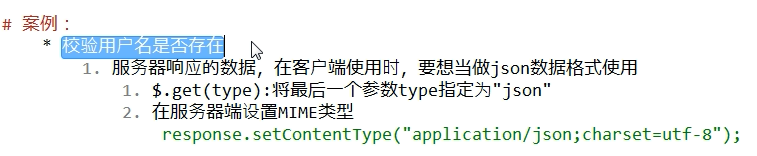 # 案例：
* 校验用户名是否存在
1. 服务器响应的数据，在客户端使用时，要想当做json数据格式使用
1. $.get(type):将最后一个参数type指定为"json"
2. 在服务器端设置MIME类型
response.setContentType("application/json;charset=utf-8");